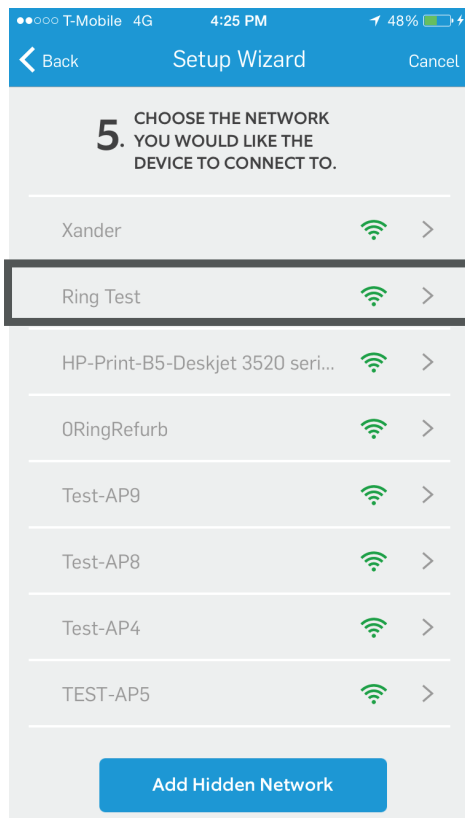 T-Mobile 4G 4:25 PM 48%
Back Setup Wizard Cancel
5. CHOOSE THE NETWORK
YOU WOULD LIKE THE
DEVICE TO CONNECT TO.
Xander
Ring Test
HP-Print-B5-Deskjet 3520 seri...
0RingRefurb
Test-AP9
Test-AP8
Test-AP4
TEST-AP5
Add Hidden Network